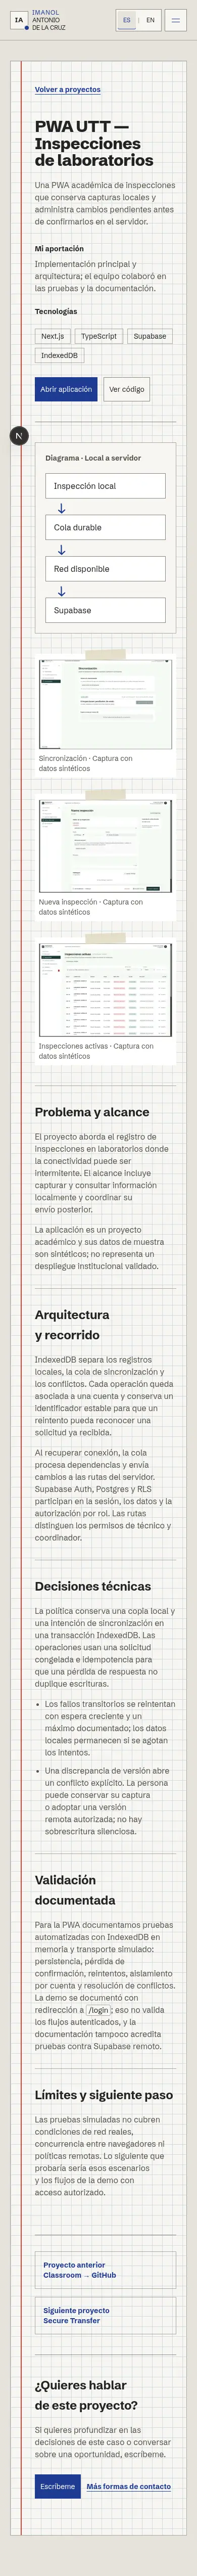 IA
IMANOL
ANTONIO
DE LA CRUZ
ES | EN
Volver a proyectos
PWA UTT —
Inspecciones
de laboratorios
Una PWA académica de inspecciones
que conserva capturas locales y
administra cambios pendientes antes
de confirmarlos en el servidor.
Mi aportación
Implementación principal y
arquitectura; el equipo colaboró en
las pruebas y la documentación.
Tecnologías
Next.js
TypeScript
Supabase
IndexedDB
Abrir aplicación
Ver código
N
Diagrama · Local a servidor
Inspección local
↓
Cola durable
↓
Red disponible
↓
Supabase
Sincronización · Captura con
datos sintéticos
Nueva inspección · Captura con
datos sintéticos
Inspecciones activas · Captura con
datos sintéticos
Problema y alcance
El proyecto aborda el registro de
inspecciones en laboratorios donde
la conectividad puede ser
intermitente. El alcance incluye
capturar y consultar información
localmente y coordinar su
envío posterior.
La aplicación es un proyecto
académico y sus datos de muestra
son sintéticos; no representa un
despliegue institucional validado.
Arquitectura
y recorrido
IndexedDB separa los registros
locales, la cola de sincronización y
los conflictos. Cada operación queda
asociada a una cuenta y conserva un
identificador estable para que un
reintento pueda reconocer una
solicitud ya recibida.
Al recuperar conexión, la cola
procesa dependencias y envía
cambios a las rutas del servidor.
Supabase Auth, Postgres y RLS
participan en la sesión, los datos y la
autorización por rol. Las rutas
distinguen los permisos de técnico y
coordinador.
Decisiones técnicas
La política conserva una copia local y
una intención de sincronización en
una transacción IndexedDB. Las
operaciones usan una solicitud
congelada e idempotencia para
que una pérdida de respuesta no
duplique escrituras.
• Los fallos transitorios se reintentan
con espera creciente y un
máximo documentado; los datos
locales permanecen si se agotan
los intentos.
• Una discrepancia de versión abre
un conflicto explícito. La persona
puede conservar su captura
o adoptar una versión
remota autorizada; no hay
sobrescritura silenciosa.
Validación
documentada
Para la PWA documentamos pruebas
automatizadas con IndexedDB en
memoria y transporte simulado:
persistencia, pérdida de
confirmación, reintentos, aislamiento
por cuenta y resolución de conflictos.
La demo se documentó con
redirección a /login; eso no valida
los flujos autenticados, y la
documentación tampoco acredita
pruebas contra Supabase remoto.
Límites y siguiente paso
Las pruebas simuladas no cubren
condiciones de red reales,
concurrencia entre navegadores ni
políticas remotas. Lo siguiente que
probaría sería esos escenarios
y los flujos de la demo con
acceso autorizado.
Proyecto anterior
Classroom → GitHub
Siguiente proyecto
Secure Transfer
¿Quieres hablar
de este proyecto?
Si quieres profundizar en las
decisiones de este caso o conversar
sobre una oportunidad, escríbeme.
Escríbeme
Más formas de contacto